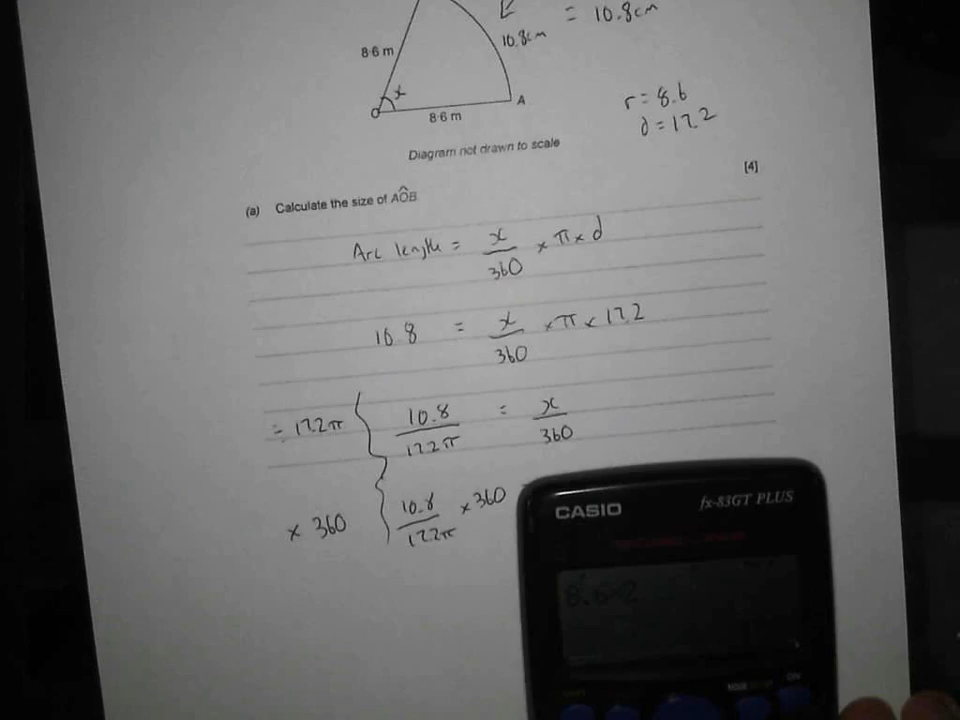 = 10.8cm
8·6 m
10.8cm
x
O
A
8·6 m
r = 8.6
d = 17.2
Diagram not drawn to scale
[4]
(a) Calculate the size of AÔB
Arc length = x/360 × π × d
10.8 = x/360 × π × 17.2
÷ 17.2π 10.8/17.2π = x/360
× 360 10.8/17.2π × 360
CASIO fx-83GT PLUS